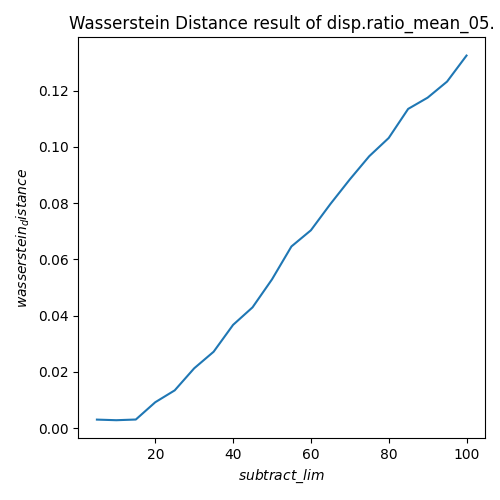 Wasserstein Distance result of disp.ratio_mean_05.
0.12
0.10
0.08
0.06
0.04
0.02
0.00
wasserstein_distance
20 40 60 80 100
subtract_lim